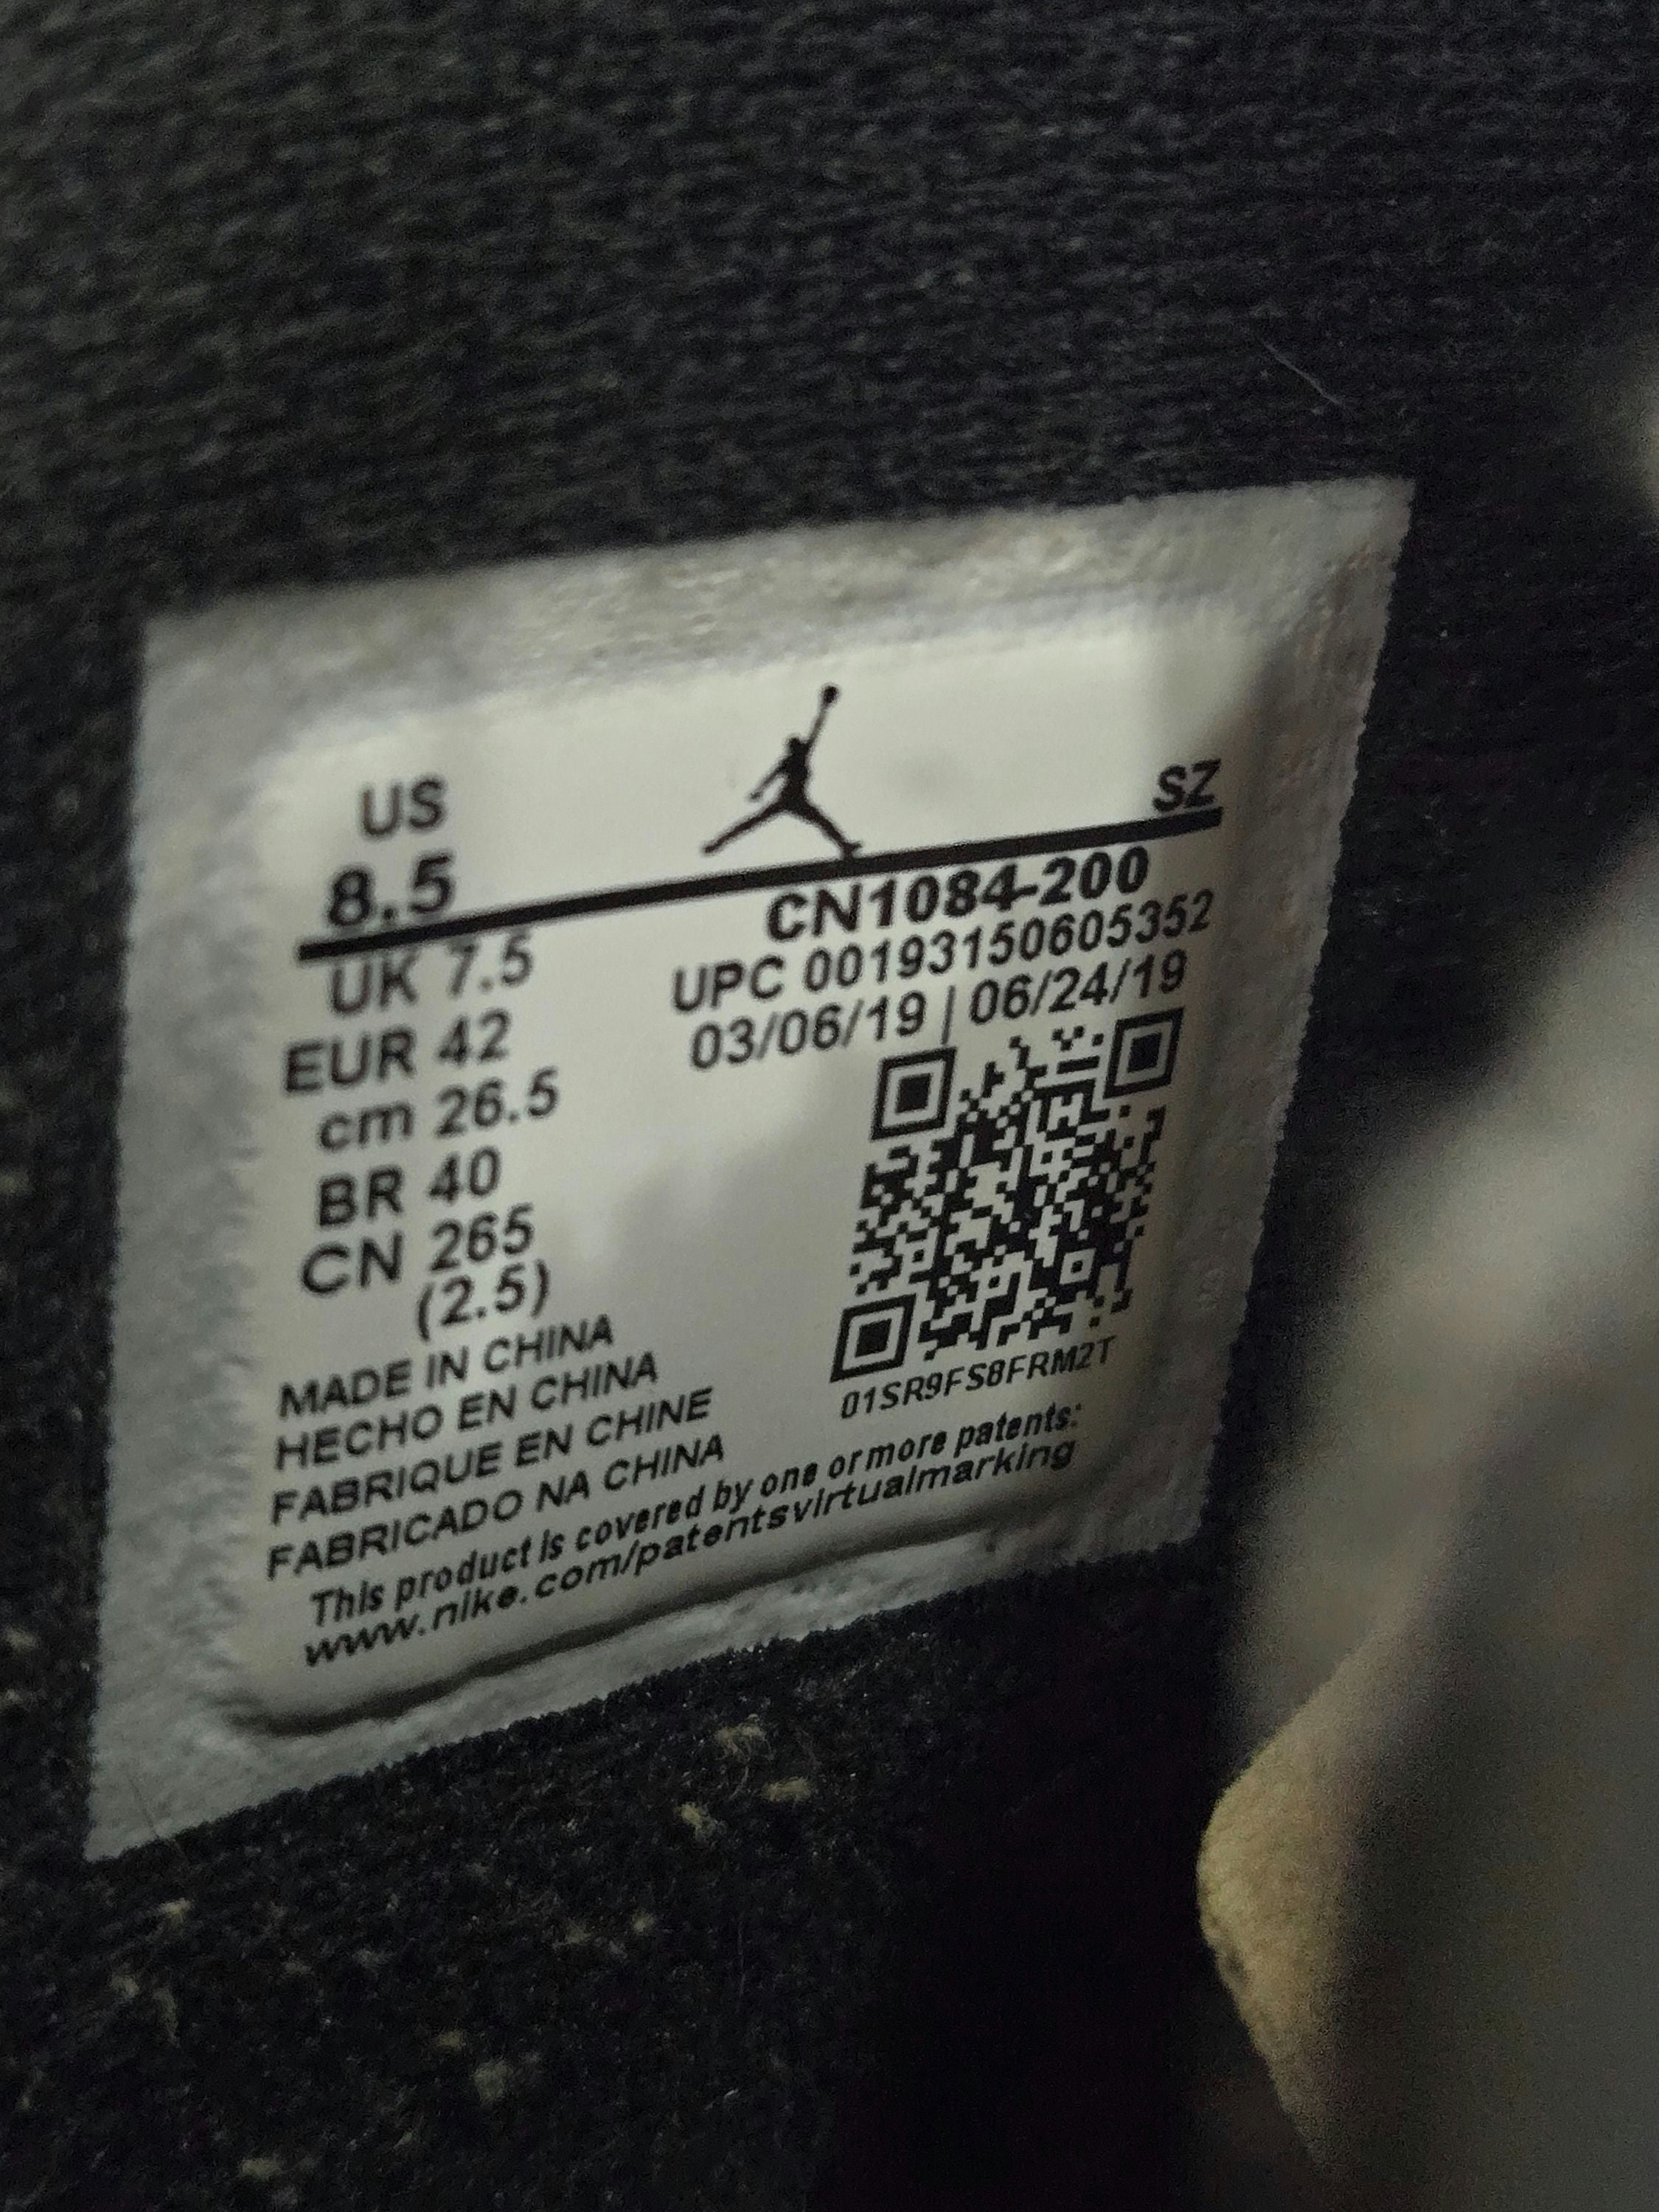 US
8.5
SZ
UK 7.5
EUR 42
cm 26.5
BR 40
CN 265
(2.5)
CN1084-200
UPC 00193150605352
03/06/19 | 06/24/19
01SR9FS8FRM2T
MADE IN CHINA
HECHO EN CHINA
FABRIQUE EN CHINE
FABRICADO NA CHINA
This product is covered by one or more patents:
www.nike.com/patentsvirtualmarking